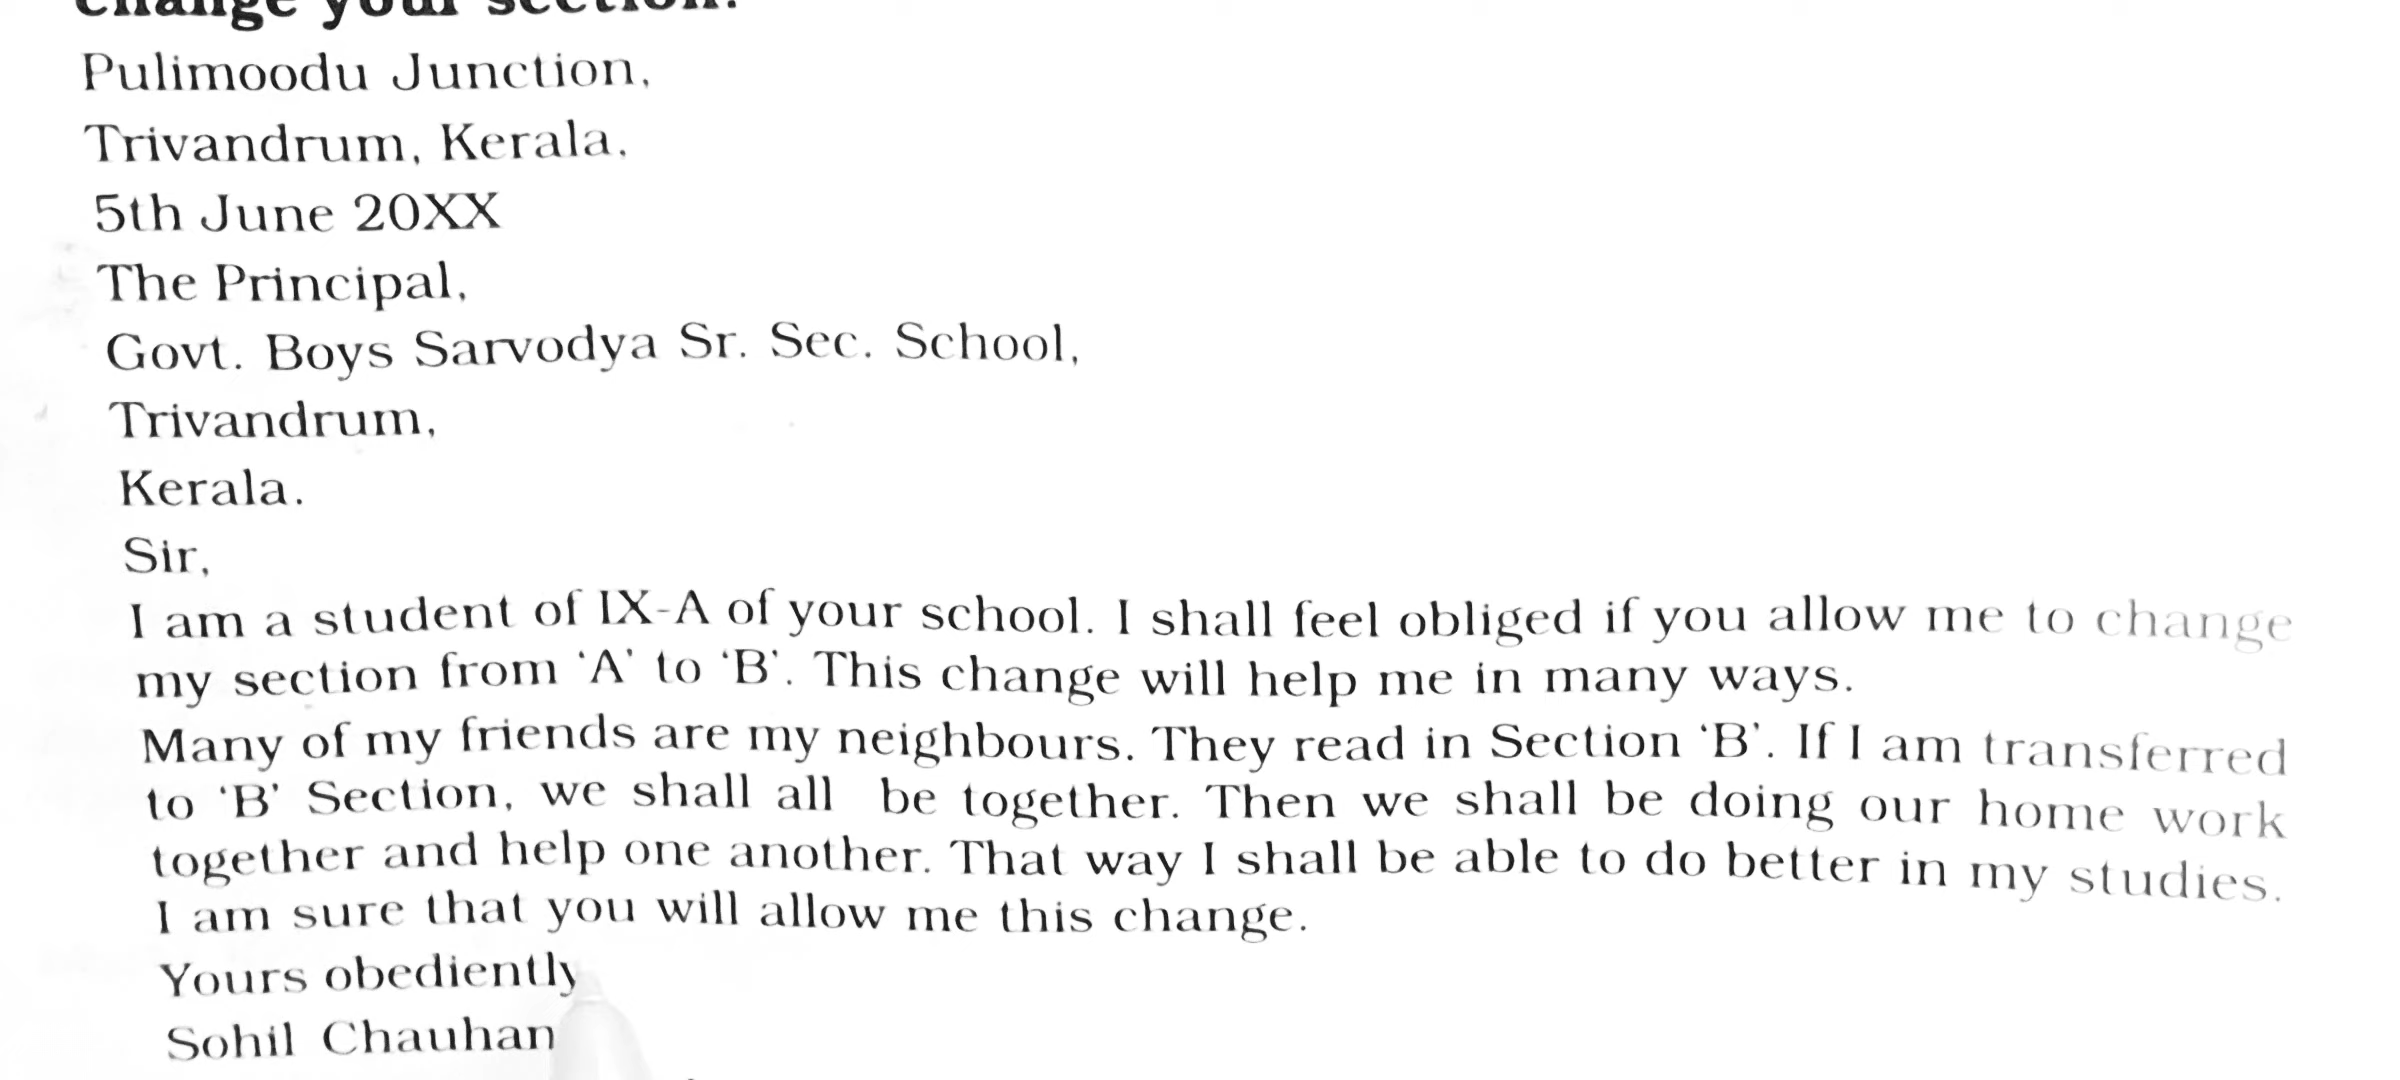 change your section.
Pulimoodu Junction,
Trivandrum, Kerala.
5th June 20XX
The Principal,
Govt. Boys Sarvodya Sr. Sec. School,
Trivandrum,
Kerala.
Sir,
I am a student of IX-A of your school. I shall feel obliged if you allow me to change
my section from ‘A’ to ‘B’. This change will help me in many ways.
Many of my friends are my neighbours. They read in Section ‘B’. If I am transferred
to ‘B’ Section, we shall all be together. Then we shall be doing our home work
together and help one another. That way I shall be able to do better in my studies.
I am sure that you will allow me this change.
Yours obediently
Sohil Chauhan